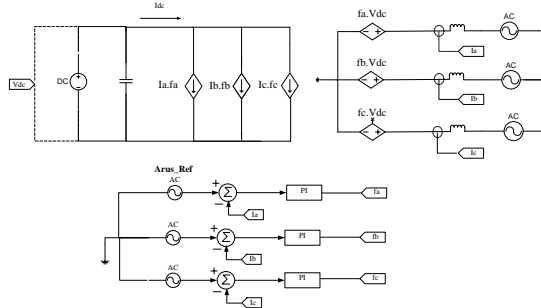 Idc
fa.Vdc
AC
Ia
Vdc
DC
Ia.fa
Ib.fb
Ic.fc
fb.Vdc
AC
Ib
fc.Vdc
AC
Ic
Arus_Ref
AC
Σ
PI
fa
Ia
AC
Σ
PI
fb
Ib
AC
Σ
PI
fc
Ic